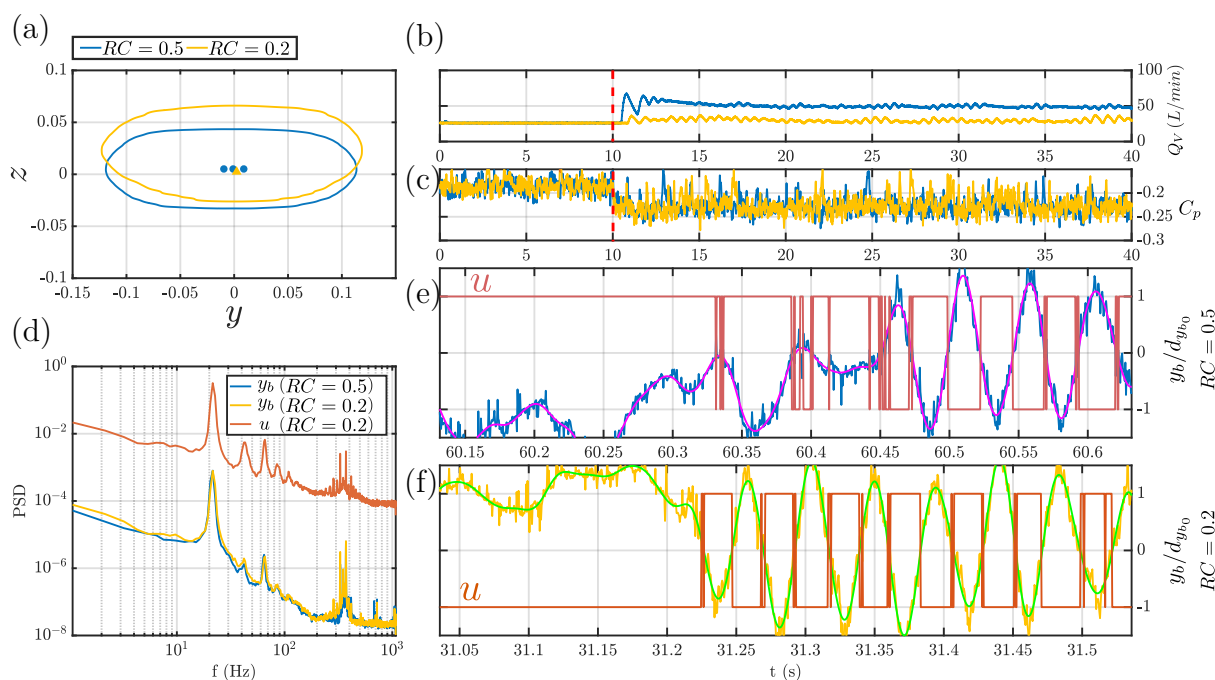 (a)
RC = 0.5 RC = 0.2
0.1
0.05
0
-0.05
-0.1
z
-0.15 -0.1 -0.05 0 0.05 0.1
y
(b)
100
50
0
Q_V (L/min)
0 5 10 15 20 25 30 35 40
(c)
-0.2
-0.25
-0.3
C_p
0 5 10 15 20 25 30 35 40
(d)
10^0
10^-2
10^-4
10^-6
10^-8
PSD
y_b (RC = 0.5)
y_b (RC = 0.2)
u (RC = 0.2)
10^1 10^2 10^3
f (Hz)
(e)
u
1
0
-1
y_b/d_{y_{b_0}}
RC = 0.5
60.15 60.2 60.25 60.3 60.35 60.4 60.45 60.5 60.55 60.6
(f)
u
1
0
-1
y_b/d_{y_{b_0}}
RC = 0.2
31.05 31.1 31.15 31.2 31.25 31.3 31.35 31.4 31.45 31.5
t (s)